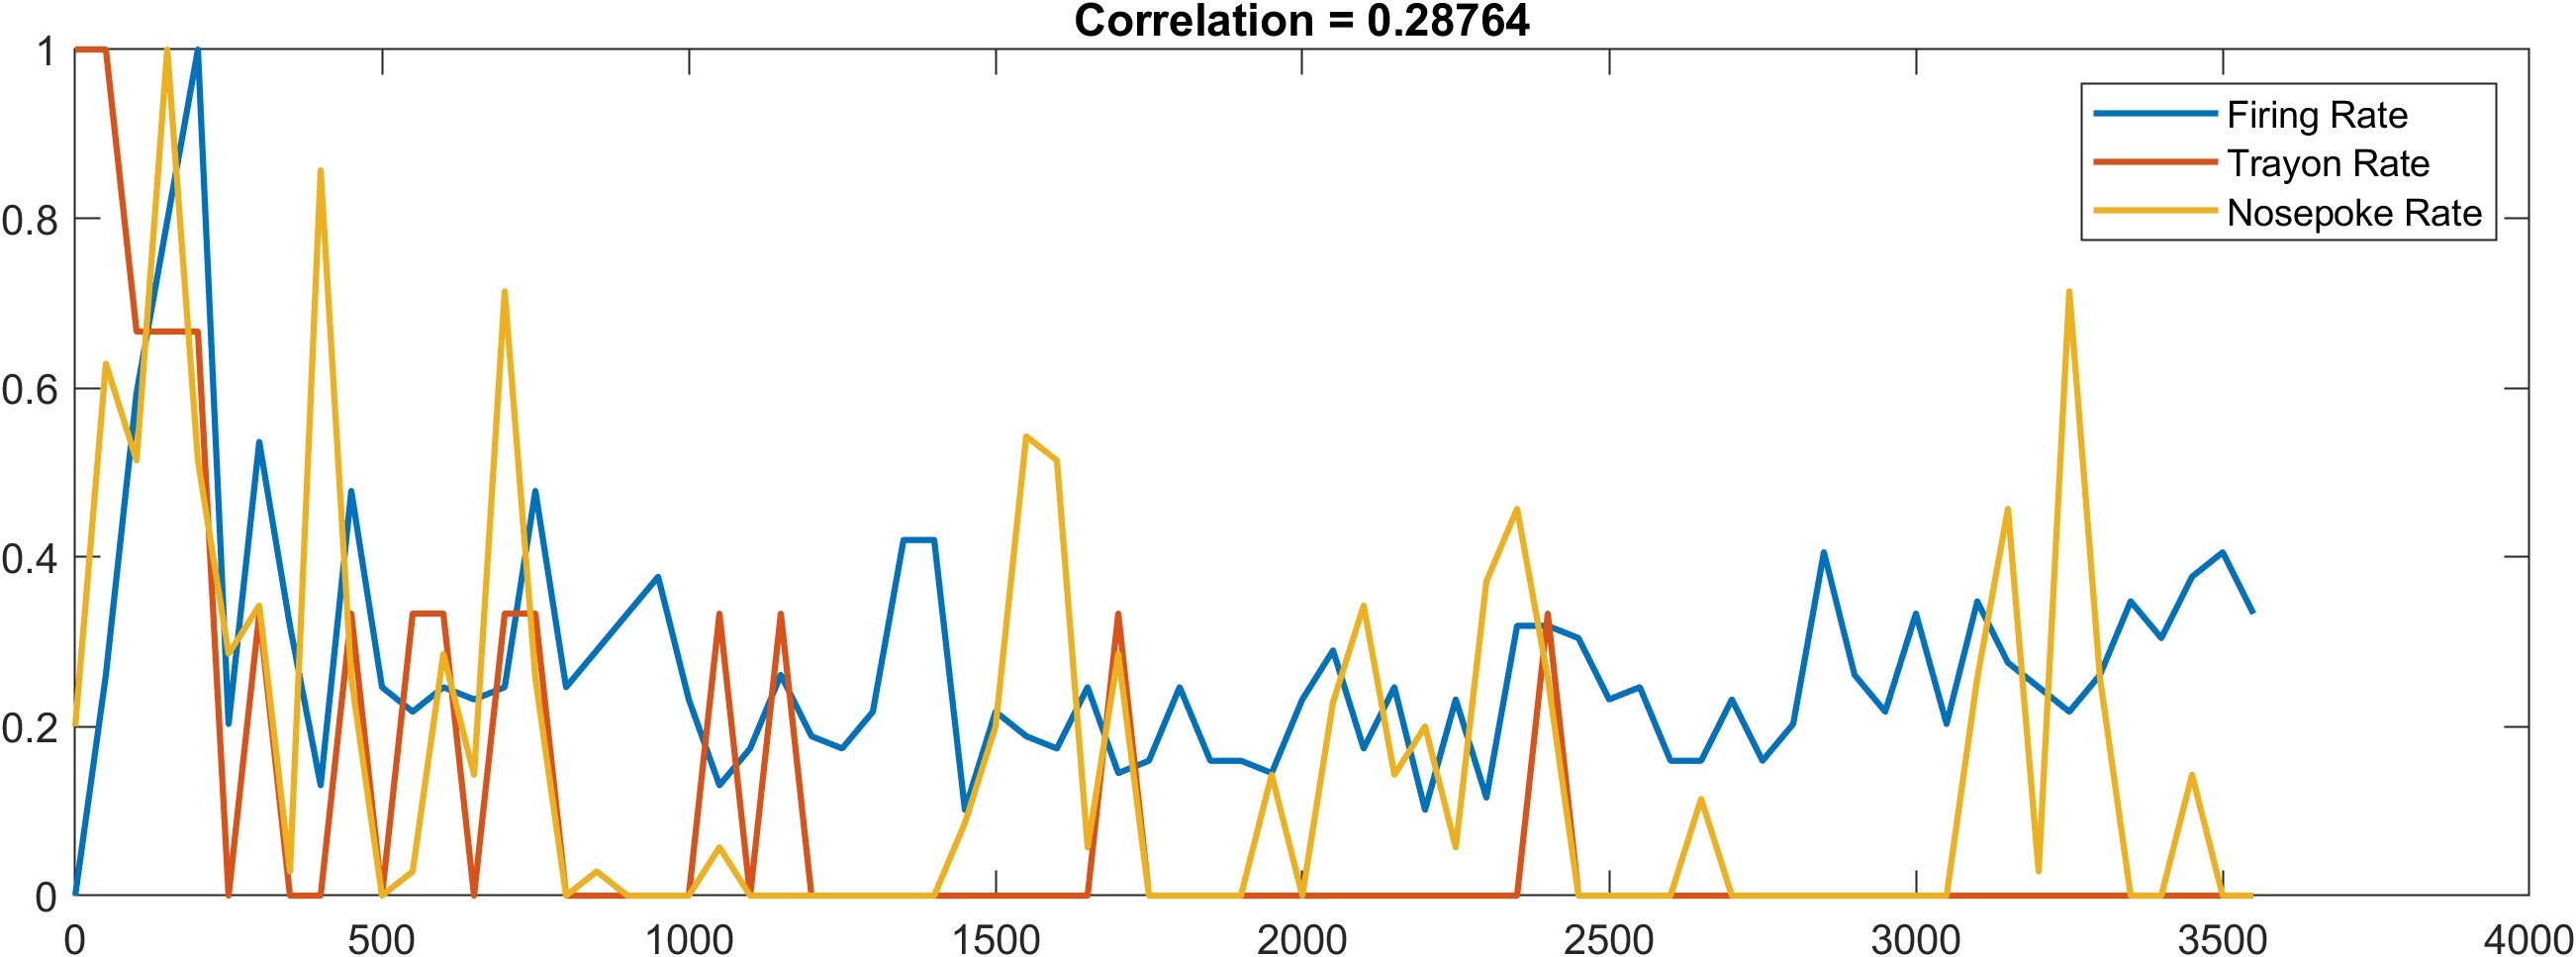 Correlation = 0.28764
1
0.8
0.6
0.4
0.2
0
Firing Rate
Trayon Rate
Nosepoke Rate
0 500 1000 1500 2000 2500 3000 3500 4000